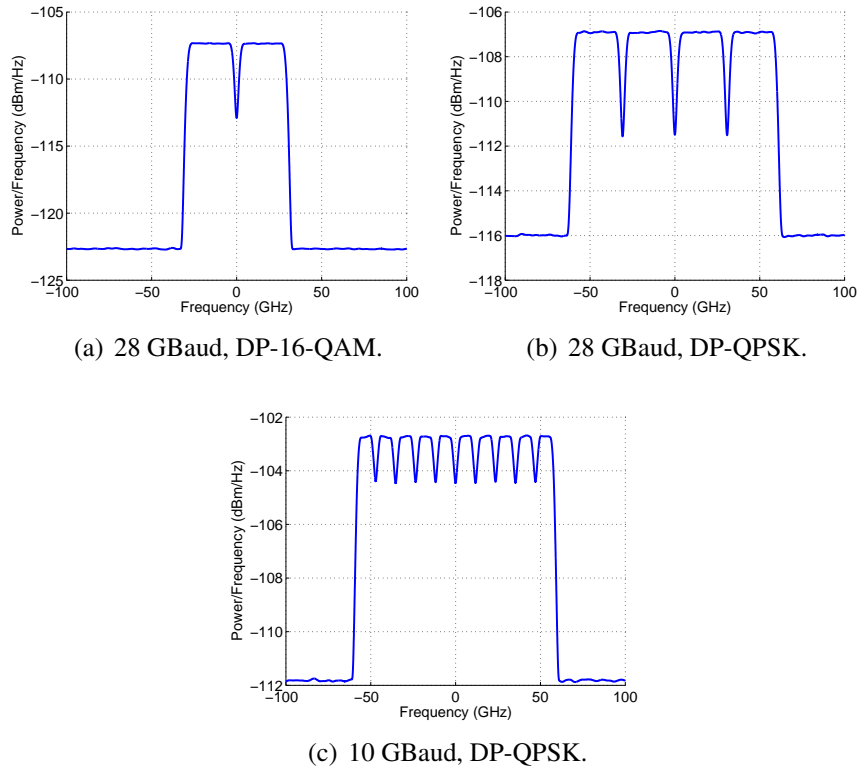 −105
−110
−115
−120
−125
Power/Frequency (dBm/Hz)
−100 −50 0 50 100
Frequency (GHz)
(a) 28 GBaud, DP-16-QAM.
−106
−108
−110
−112
−114
−116
−118
Power/Frequency (dBm/Hz)
−100 −50 0 50 100
Frequency (GHz)
(b) 28 GBaud, DP-QPSK.
−102
−104
−106
−108
−110
−112
Power/Frequency (dBm/Hz)
−100 −50 0 50 100
Frequency (GHz)
(c) 10 GBaud, DP-QPSK.